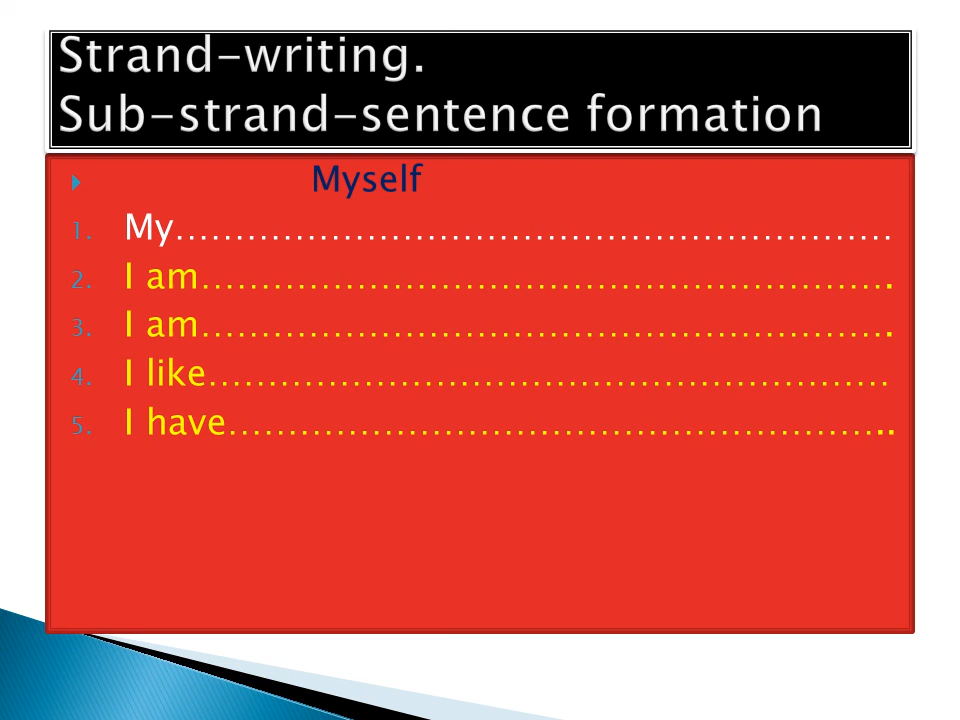 Strand-writing.
Sub-strand-sentence formation
Myself
1. My…………………………………………………………
2. I am……………………………………………………….
3. I am……………………………………………………….
4. I like………………………………………………………
5. I have……………………………………………………..